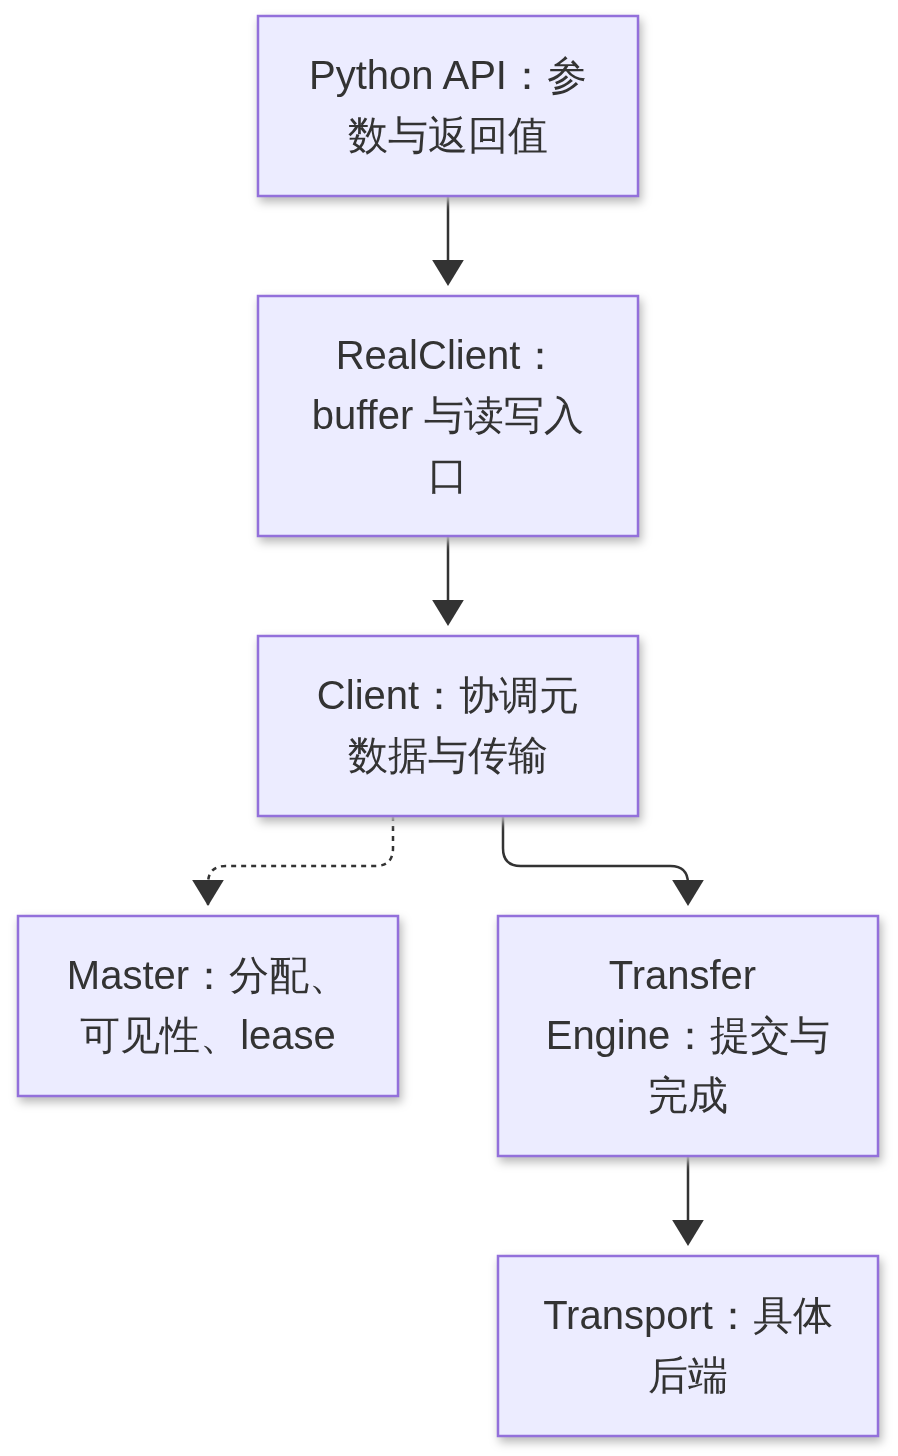 Python API：参
数与返回值
RealClient：
buffer 与读写入
口
Client：协调元
数据与传输
Master：分配、
可见性、lease
Transfer
Engine：提交与
完成
Transport：具体
后端